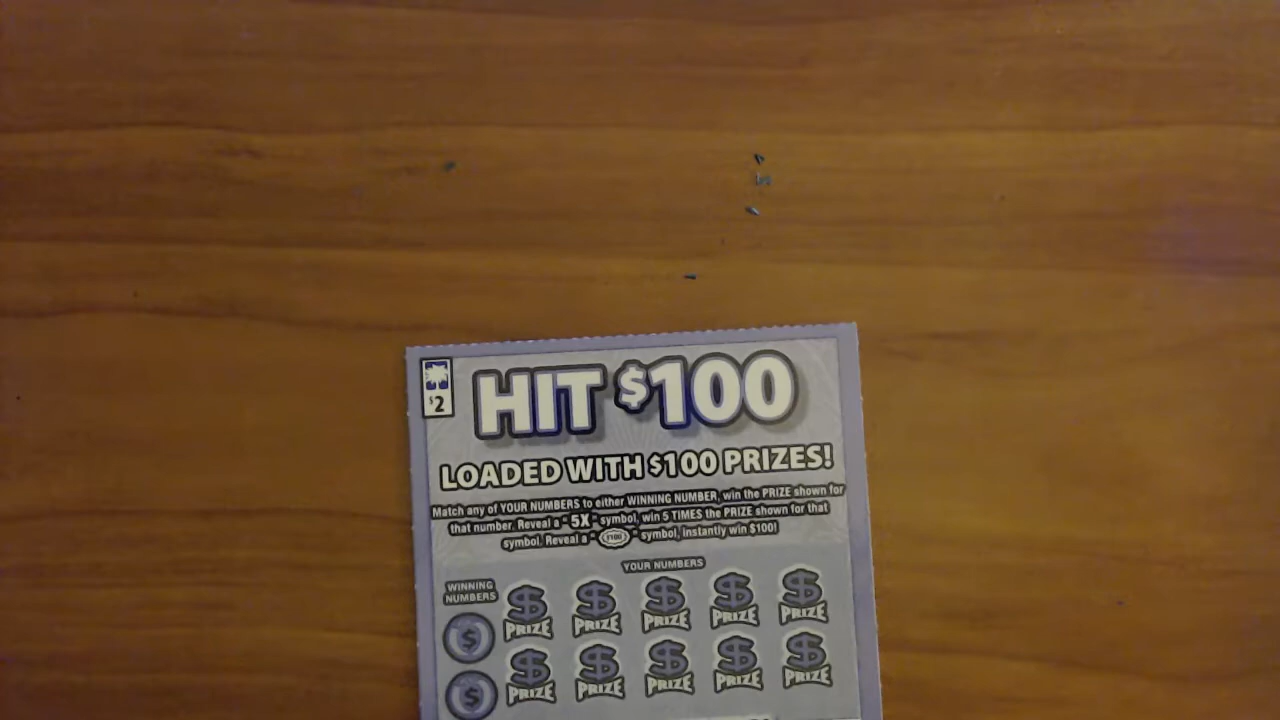 $2
HIT $100
LOADED WITH $100 PRIZES!
Match any of YOUR NUMBERS to either WINNING NUMBER, win the PRIZE shown for
that number. Reveal a "5X" symbol, win 5 TIMES the PRIZE shown for that
symbol. Reveal a "$100" symbol, instantly win $100!
YOUR NUMBERS
WINNING
NUMBERS
$ $ $ $ $
PRIZE PRIZE PRIZE PRIZE PRIZE
$
$ $ $ $ $
PRIZE PRIZE PRIZE PRIZE PRIZE
$